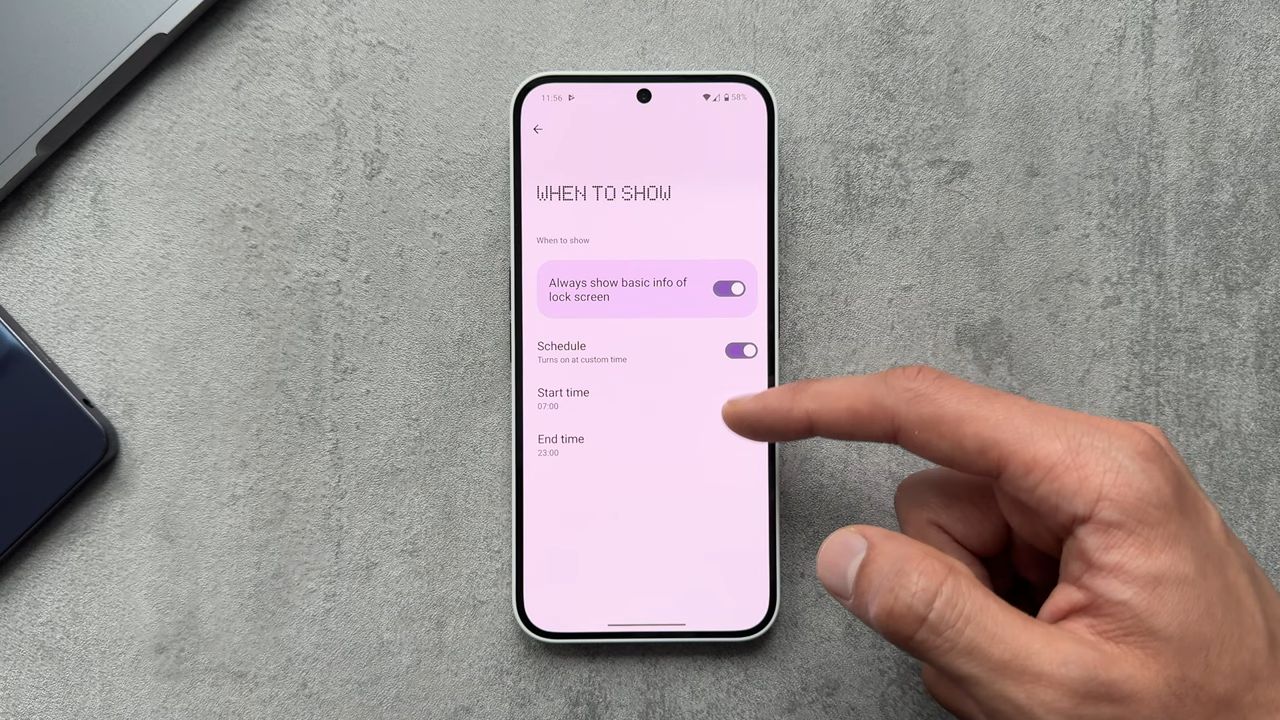 11:56
58%
WHEN TO SHOW
When to show
Always show basic info of
lock screen
Schedule
Turns on at custom time
Start time
07:00
End time
23:00